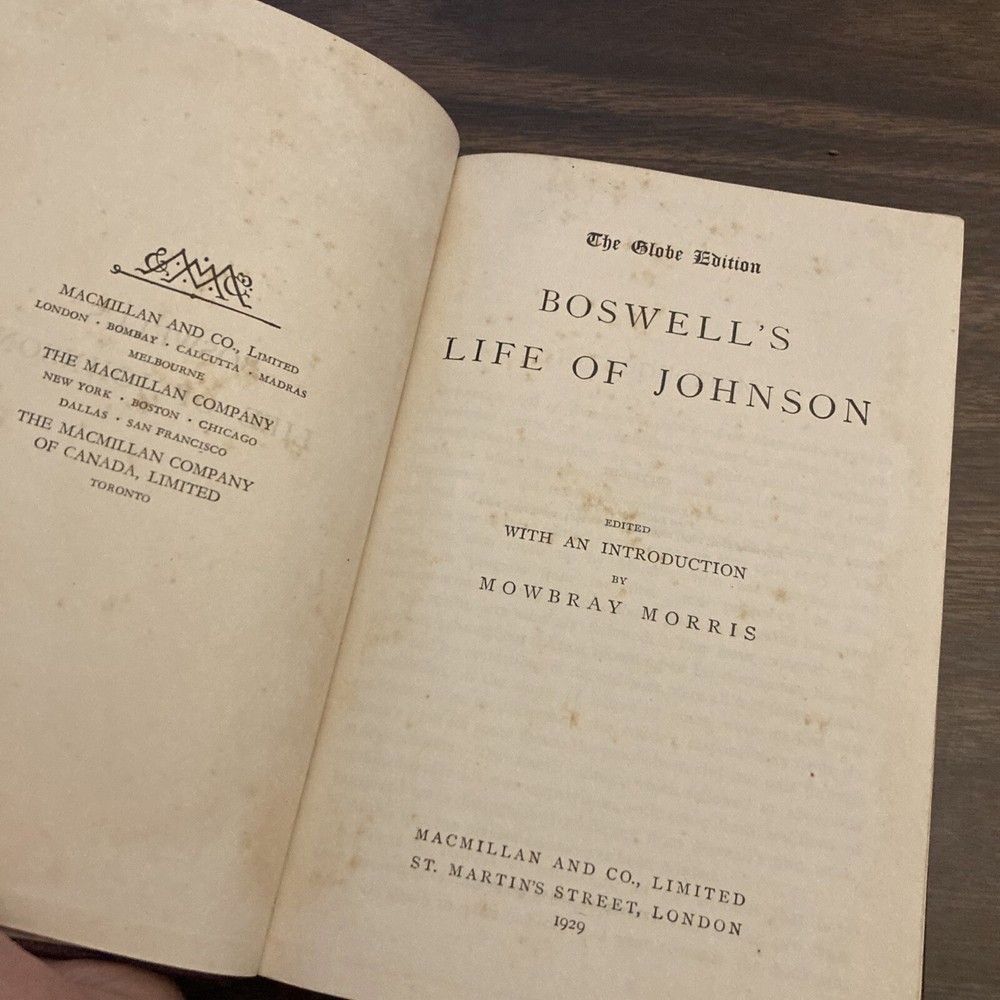 MACMILLAN AND CO., LIMITED
LONDON · BOMBAY · CALCUTTA · MADRAS
MELBOURNE
THE MACMILLAN COMPANY
NEW YORK · BOSTON · CHICAGO
DALLAS · SAN FRANCISCO
THE MACMILLAN COMPANY
OF CANADA, LIMITED
TORONTO
The Globe Edition
BOSWELL'S
LIFE OF JOHNSON
EDITED
WITH AN INTRODUCTION
BY
MOWBRAY MORRIS
MACMILLAN AND CO., LIMITED
ST. MARTIN'S STREET, LONDON
1929